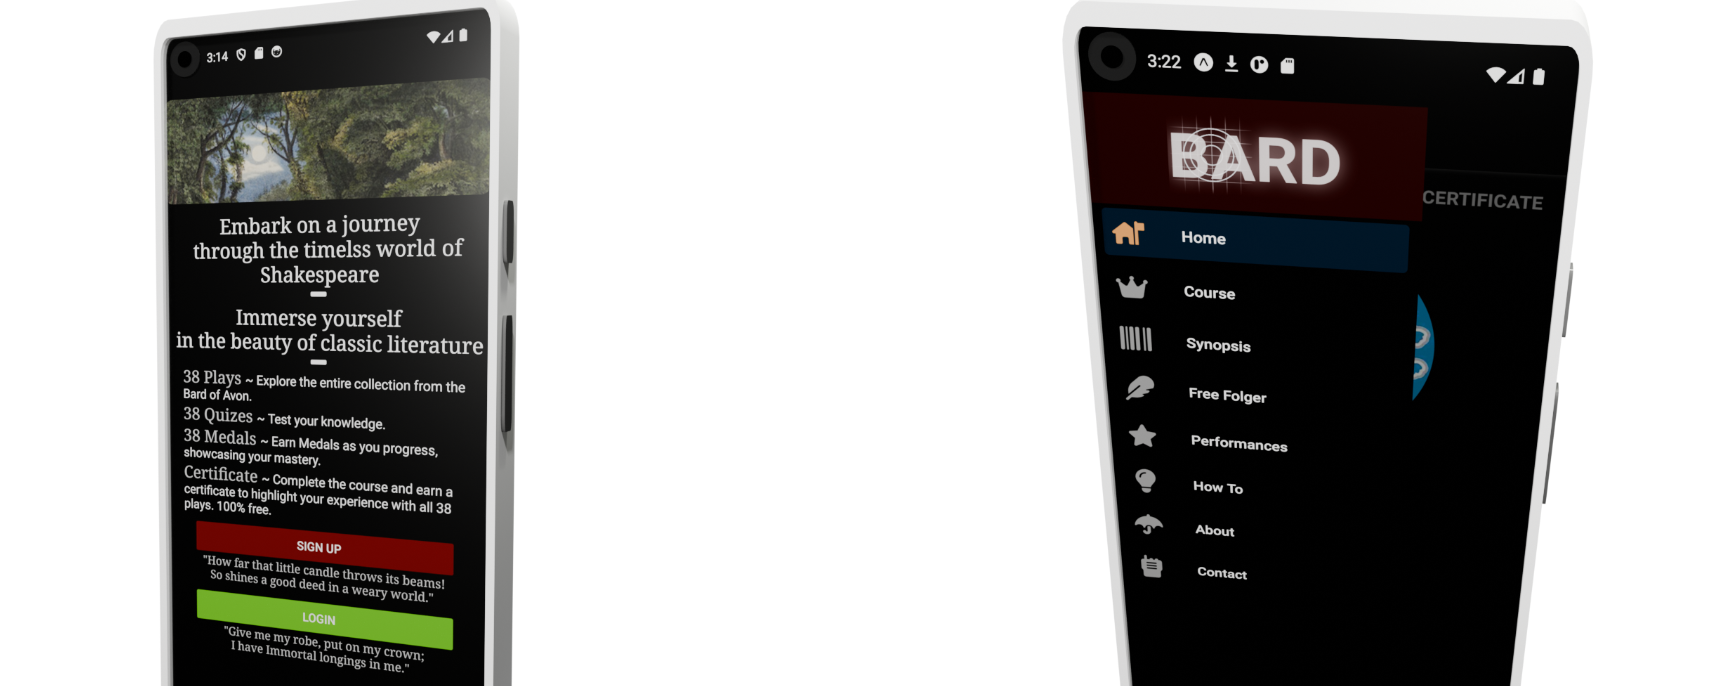 3:14
Embark on a journey
through the timelss world of
Shakespeare
Immerse yourself
in the beauty of classic literature
38 Plays ~ Explore the entire collection from the
Bard of Avon.
38 Quizes ~ Test your knowledge.
38 Medals ~ Earn Medals as you progress,
showcasing your mastery.
Certificate ~ Complete the course and earn a
certificate to highlight your experience with all 38
plays. 100% free.
SIGN UP
"How far that little candle throws its beams!
So shines a good deed in a weary world."
LOGIN
"Give me my robe, put on my crown;
I have Immortal longings in me."
3:22
BARD
CERTIFICATE
Home
Course
Synopsis
Free Folger
Performances
How To
About
Contact